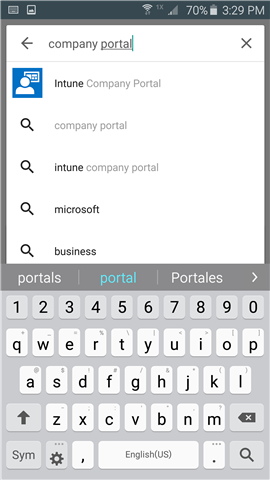 1X 70% 3:29 PM
company portal
Intune Company Portal
company portal
intune company portal
microsoft
business
portals portal Portales
1 2 3 4 5 6 7 8 9 0
q w e r t y u i o p
a s d f g h j k l
z x c v b n m
Sym , English(US) .